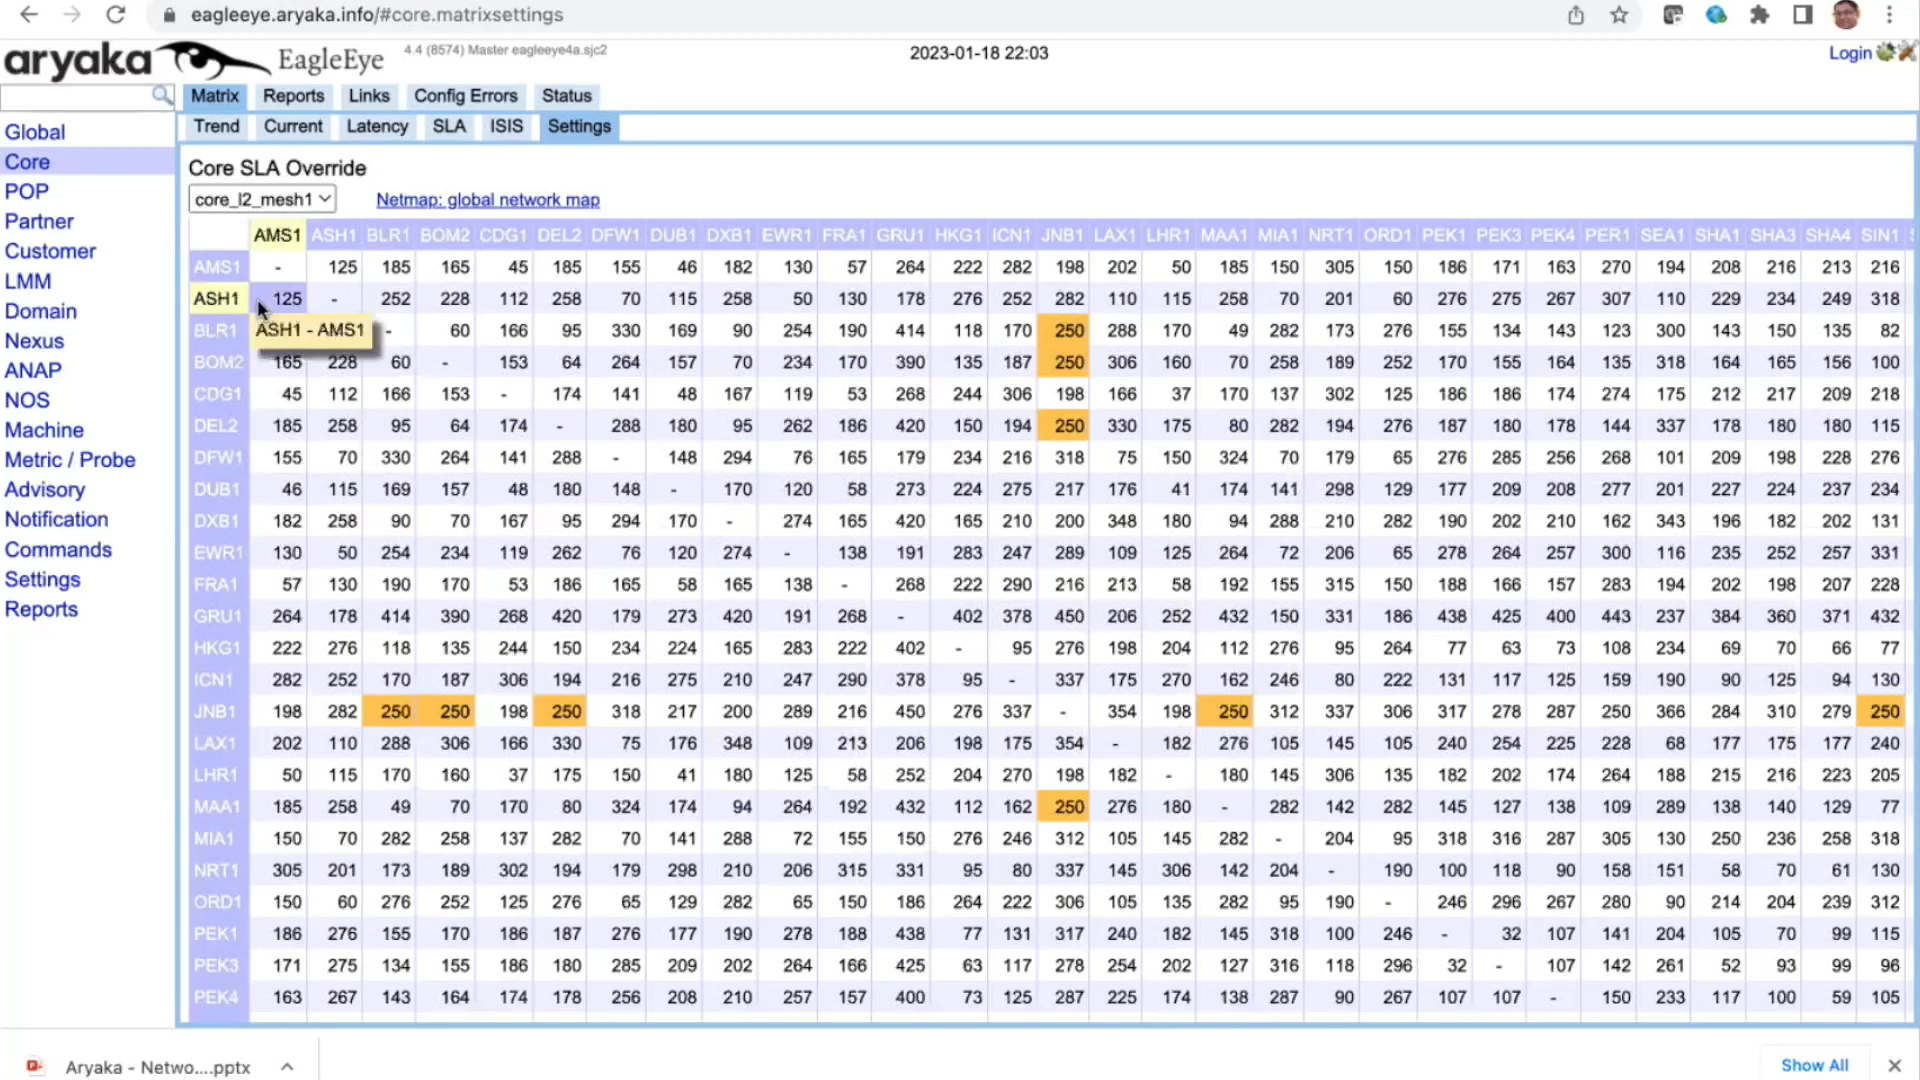 eagleeye.aryaka.info/#core.matrixsettings
aryaka EagleEye 4.4 (8574) Master eagleeye4a.sjc2 2023-01-18 22:03 Login
Matrix Reports Links Config Errors Status
Trend Current Latency SLA ISIS Settings
Global
Core
POP
Partner
Customer
LMM
Domain
Nexus
ANAP
NOS
Machine
Metric / Probe
Advisory
Notification
Commands
Settings
Reports
Core SLA Override
core_l2_mesh1 Netmap: global network map
AMS1 ASH1 BLR1 BOM2 CDG1 DEL2 DFW1 DUB1 DXB1 EWR1 FRA1 GRU1 HKG1 ICN1 JNB1 LAX1 LHR1 MAA1 MIA1 NRT1 ORD1 PEK1 PEK3 PEK4 PER1 SEA1 SHA1 SHA3 SHA4 SIN1
AMS1 - 125 185 165 45 185 155 46 182 130 57 264 222 282 198 202 50 185 150 305 150 186 171 163 270 194 208 216 213 216
ASH1 125 - 252 228 112 258 70 115 258 50 130 178 276 252 282 110 115 258 70 201 60 276 275 267 307 110 229 234 249 318
ASH1 - AMS1
BLR1 - 60 166 95 330 169 90 254 190 414 118 170 250 288 170 49 282 173 276 155 134 143 123 300 143 150 135 82
BOM2 165 228 60 - 153 64 264 157 70 234 170 390 135 187 250 306 160 70 258 189 252 170 155 164 135 318 164 165 156 100
CDG1 45 112 166 153 - 174 141 48 167 119 53 268 244 306 198 166 37 170 137 302 125 186 186 174 274 175 212 217 209 218
DEL2 185 258 95 64 174 - 288 180 95 262 186 420 150 194 250 330 175 80 282 194 276 187 180 178 144 337 178 180 180 115
DFW1 155 70 330 264 141 288 - 148 294 76 165 179 234 216 318 75 150 324 70 179 65 276 285 256 268 101 209 198 228 276
DUB1 46 115 169 157 48 180 148 - 170 120 58 273 224 275 217 176 41 174 141 298 129 177 209 208 277 201 227 224 237 234
DXB1 182 258 90 70 167 95 294 170 - 274 165 420 165 210 200 348 180 94 288 210 282 190 202 210 162 343 196 182 202 131
EWR1 130 50 254 234 119 262 76 120 274 - 138 191 283 247 289 109 125 264 72 206 65 278 264 257 300 116 235 252 257 331
FRA1 57 130 190 170 53 186 165 58 165 138 - 268 222 290 216 213 58 192 155 315 150 188 166 157 283 194 202 198 207 228
GRU1 264 178 414 390 268 420 179 273 420 191 268 - 402 378 450 206 252 432 150 331 186 438 425 400 443 237 384 360 371 432
HKG1 222 276 118 135 244 150 234 224 165 283 222 402 - 95 276 198 204 112 276 95 264 77 63 73 108 234 69 70 66 77
ICN1 282 252 170 187 306 194 216 275 210 247 290 378 95 - 337 175 270 162 246 80 222 131 117 125 159 190 90 125 94 130
JNB1 198 282 250 250 198 250 318 217 200 289 216 450 276 337 - 354 198 250 312 337 306 317 278 287 250 366 284 310 279 250
LAX1 202 110 288 306 166 330 75 176 348 109 213 206 198 175 354 - 182 276 105 145 105 240 254 225 228 68 177 175 177 240
LHR1 50 115 170 160 37 175 150 41 180 125 58 252 204 270 198 182 - 180 145 306 135 182 202 174 264 188 215 216 223 205
MAA1 185 258 49 70 170 80 324 174 94 264 192 432 112 162 250 276 180 - 282 142 282 145 127 138 109 289 138 140 129 77
MIA1 150 70 282 258 137 282 70 141 288 72 155 150 276 246 312 105 145 282 - 204 95 318 316 287 305 130 250 236 258 318
NRT1 305 201 173 189 302 194 179 298 210 206 315 331 95 80 337 145 306 142 204 - 190 100 118 90 158 151 58 70 61 130
ORD1 150 60 276 252 125 276 65 129 282 65 150 186 264 222 306 105 135 282 95 190 - 246 296 267 280 90 214 204 239 312
PEK1 186 276 155 170 186 187 276 177 190 278 188 438 77 131 317 240 182 145 318 100 246 - 32 107 141 204 105 70 99 115
PEK3 171 275 134 155 186 180 285 209 202 264 166 425 63 117 278 254 202 127 316 118 296 32 - 107 142 261 52 93 99 96
PEK4 163 267 143 164 174 178 256 208 210 257 157 400 73 125 287 225 174 138 287 90 267 107 107 - 150 233 117 100 59 105
Aryaka - Netwo....pptx Show All